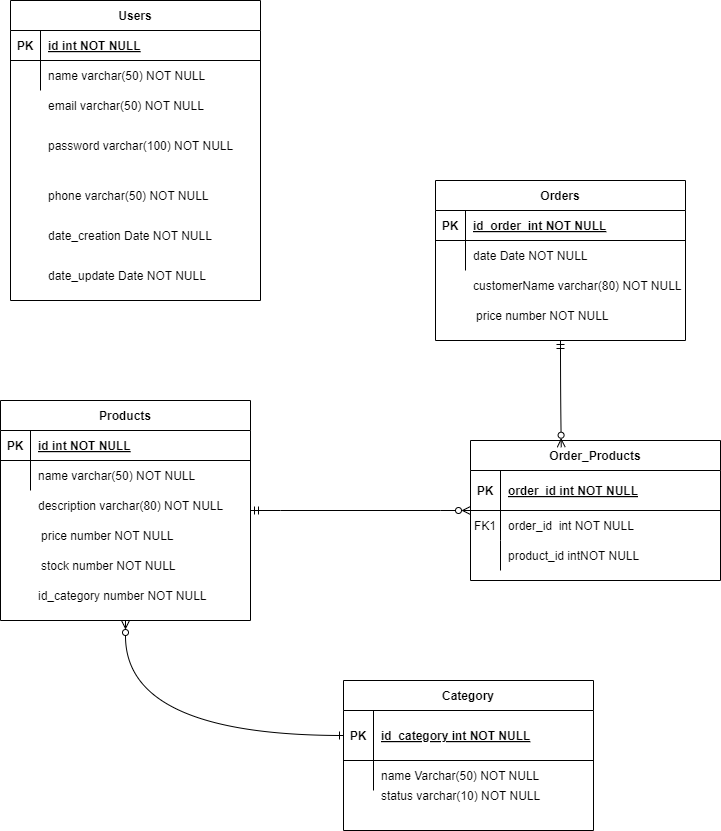 Users
PK id int NOT NULL
name varchar(50) NOT NULL
email varchar(50) NOT NULL
password varchar(100) NOT NULL
phone varchar(50) NOT NULL
date_creation Date NOT NULL
date_update Date NOT NULL
Orders
PK id_order_int NOT NULL
date Date NOT NULL
customerName varchar(80) NOT NULL
price number NOT NULL
Products
PK id int NOT NULL
name varchar(50) NOT NULL
description varchar(80) NOT NULL
price number NOT NULL
stock number NOT NULL
id_category number NOT NULL
Order_Products
PK order_id int NOT NULL
FK1 order_id int NOT NULL
product_id intNOT NULL
Category
PK id_category int NOT NULL
name Varchar(50) NOT NULL
status varchar(10) NOT NULL